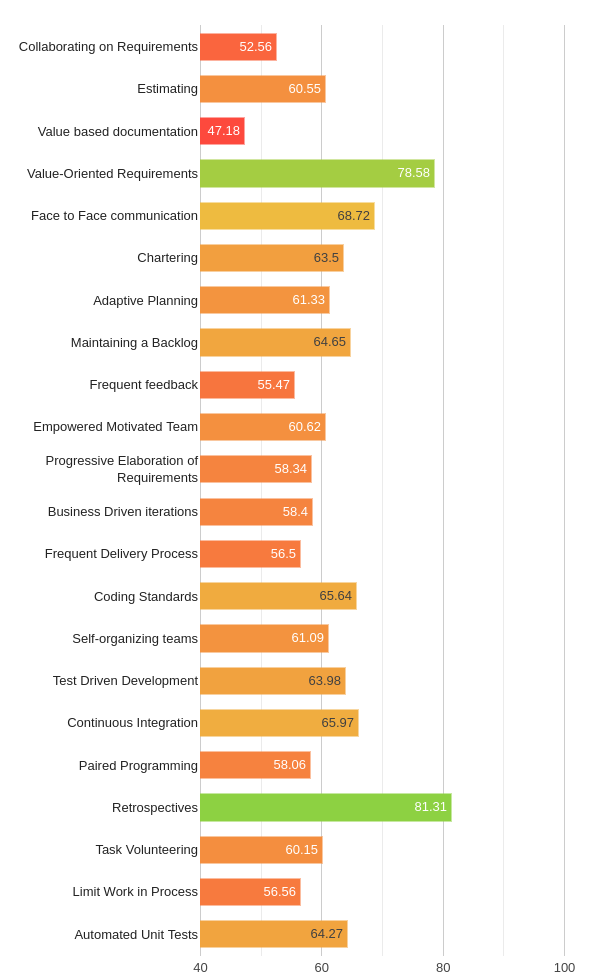 Collaborating on Requirements 52.56
Estimating 60.55
Value based documentation 47.18
Value-Oriented Requirements 78.58
Face to Face communication 68.72
Chartering 63.5
Adaptive Planning 61.33
Maintaining a Backlog 64.65
Frequent feedback 55.47
Empowered Motivated Team 60.62
Progressive Elaboration of
Requirements 58.34
Business Driven iterations 58.4
Frequent Delivery Process 56.5
Coding Standards 65.64
Self-organizing teams 61.09
Test Driven Development 63.98
Continuous Integration 65.97
Paired Programming 58.06
Retrospectives 81.31
Task Volunteering 60.15
Limit Work in Process 56.56
Automated Unit Tests 64.27
40 60 80 100